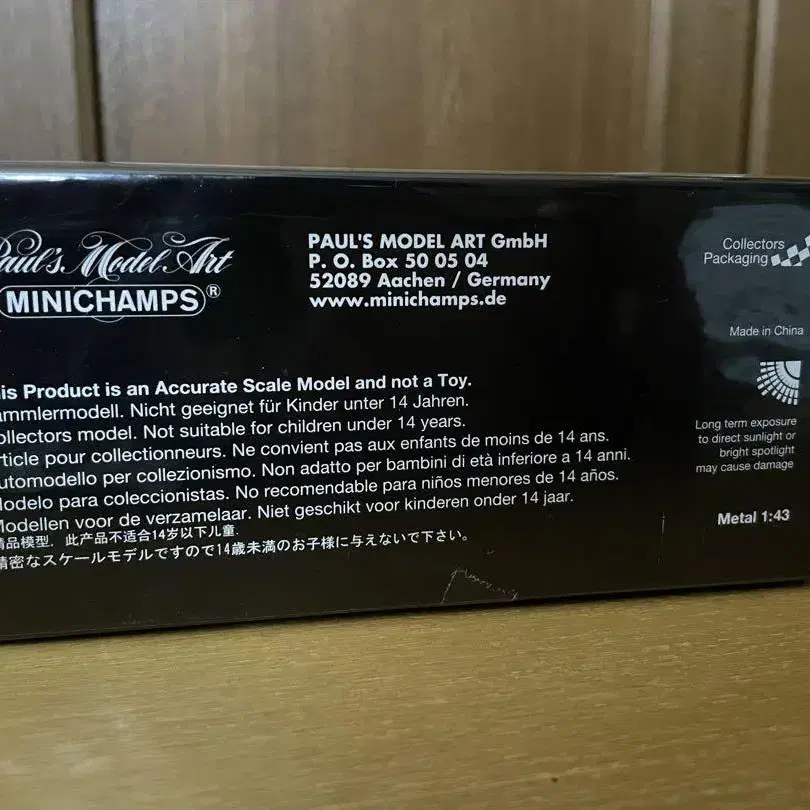 Paul's Model Art
MINICHAMPS®
PAUL'S MODEL ART GmbH
P. O. Box 50 05 04
52089 Aachen / Germany
www.minichamps.de
Collectors
Packaging
Made in China
Long term exposure
to direct sunlight or
bright spotlight
may cause damage
Metal 1:43
is Product is an Accurate Scale Model and not a Toy.
ammlermodell. Nicht geeignet für Kinder unter 14 Jahren.
ollectors model. Not suitable for children under 14 years.
rticle pour collectionneurs. Ne convient pas aux enfants de moins de 14 ans.
utomodello per collezionismo. Non adatto per bambini di età inferiore a 14 anni.
Modelo para coleccionistas. No recomendable para niños menores de 14 años.
Modellen voor de verzamelaar. Niet geschikt voor kinderen onder 14 jaar.
精品模型. 此产品不适合14岁以下儿童.
精密なスケールモデルですので14歳未満のお子様に与えないで下さい。